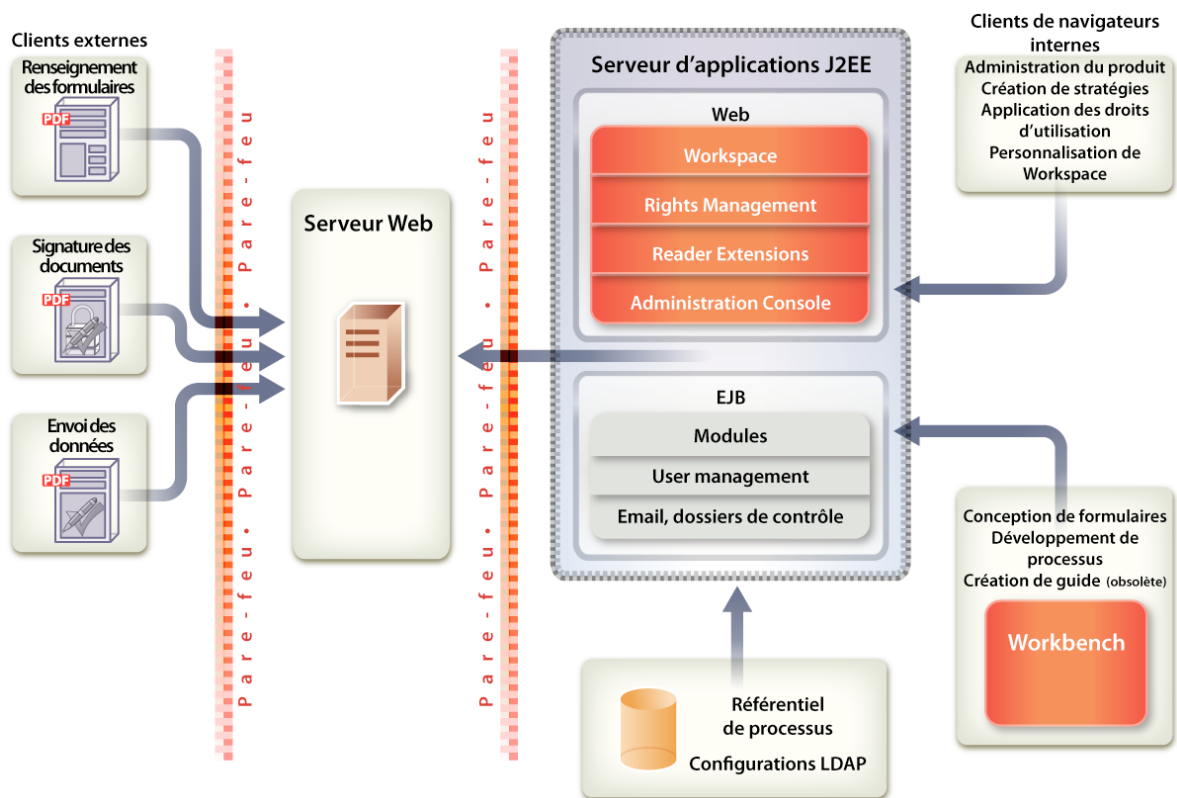 Clients externes
Renseignement
des formulaires
PDF
Signature des
documents
PDF
Envoi des
données
PDF
Pare-feu • Pare-feu • Pare-feu • Pare-feu
Serveur Web
Pare-feu • Pare-feu • Pare-feu • Pare-feu
Serveur d'applications J2EE
Web
Workspace
Rights Management
Reader Extensions
Administration Console
EJB
Modules
User management
Email, dossiers de contrôle
Référentiel
de processus
Configurations LDAP
Clients de navigateurs
internes
Administration du produit
Création de stratégies
Application des droits
d'utilisation
Personnalisation de
Workspace
Conception de formulaires
Développement de
processus
Création de guide (obsolète)
Workbench